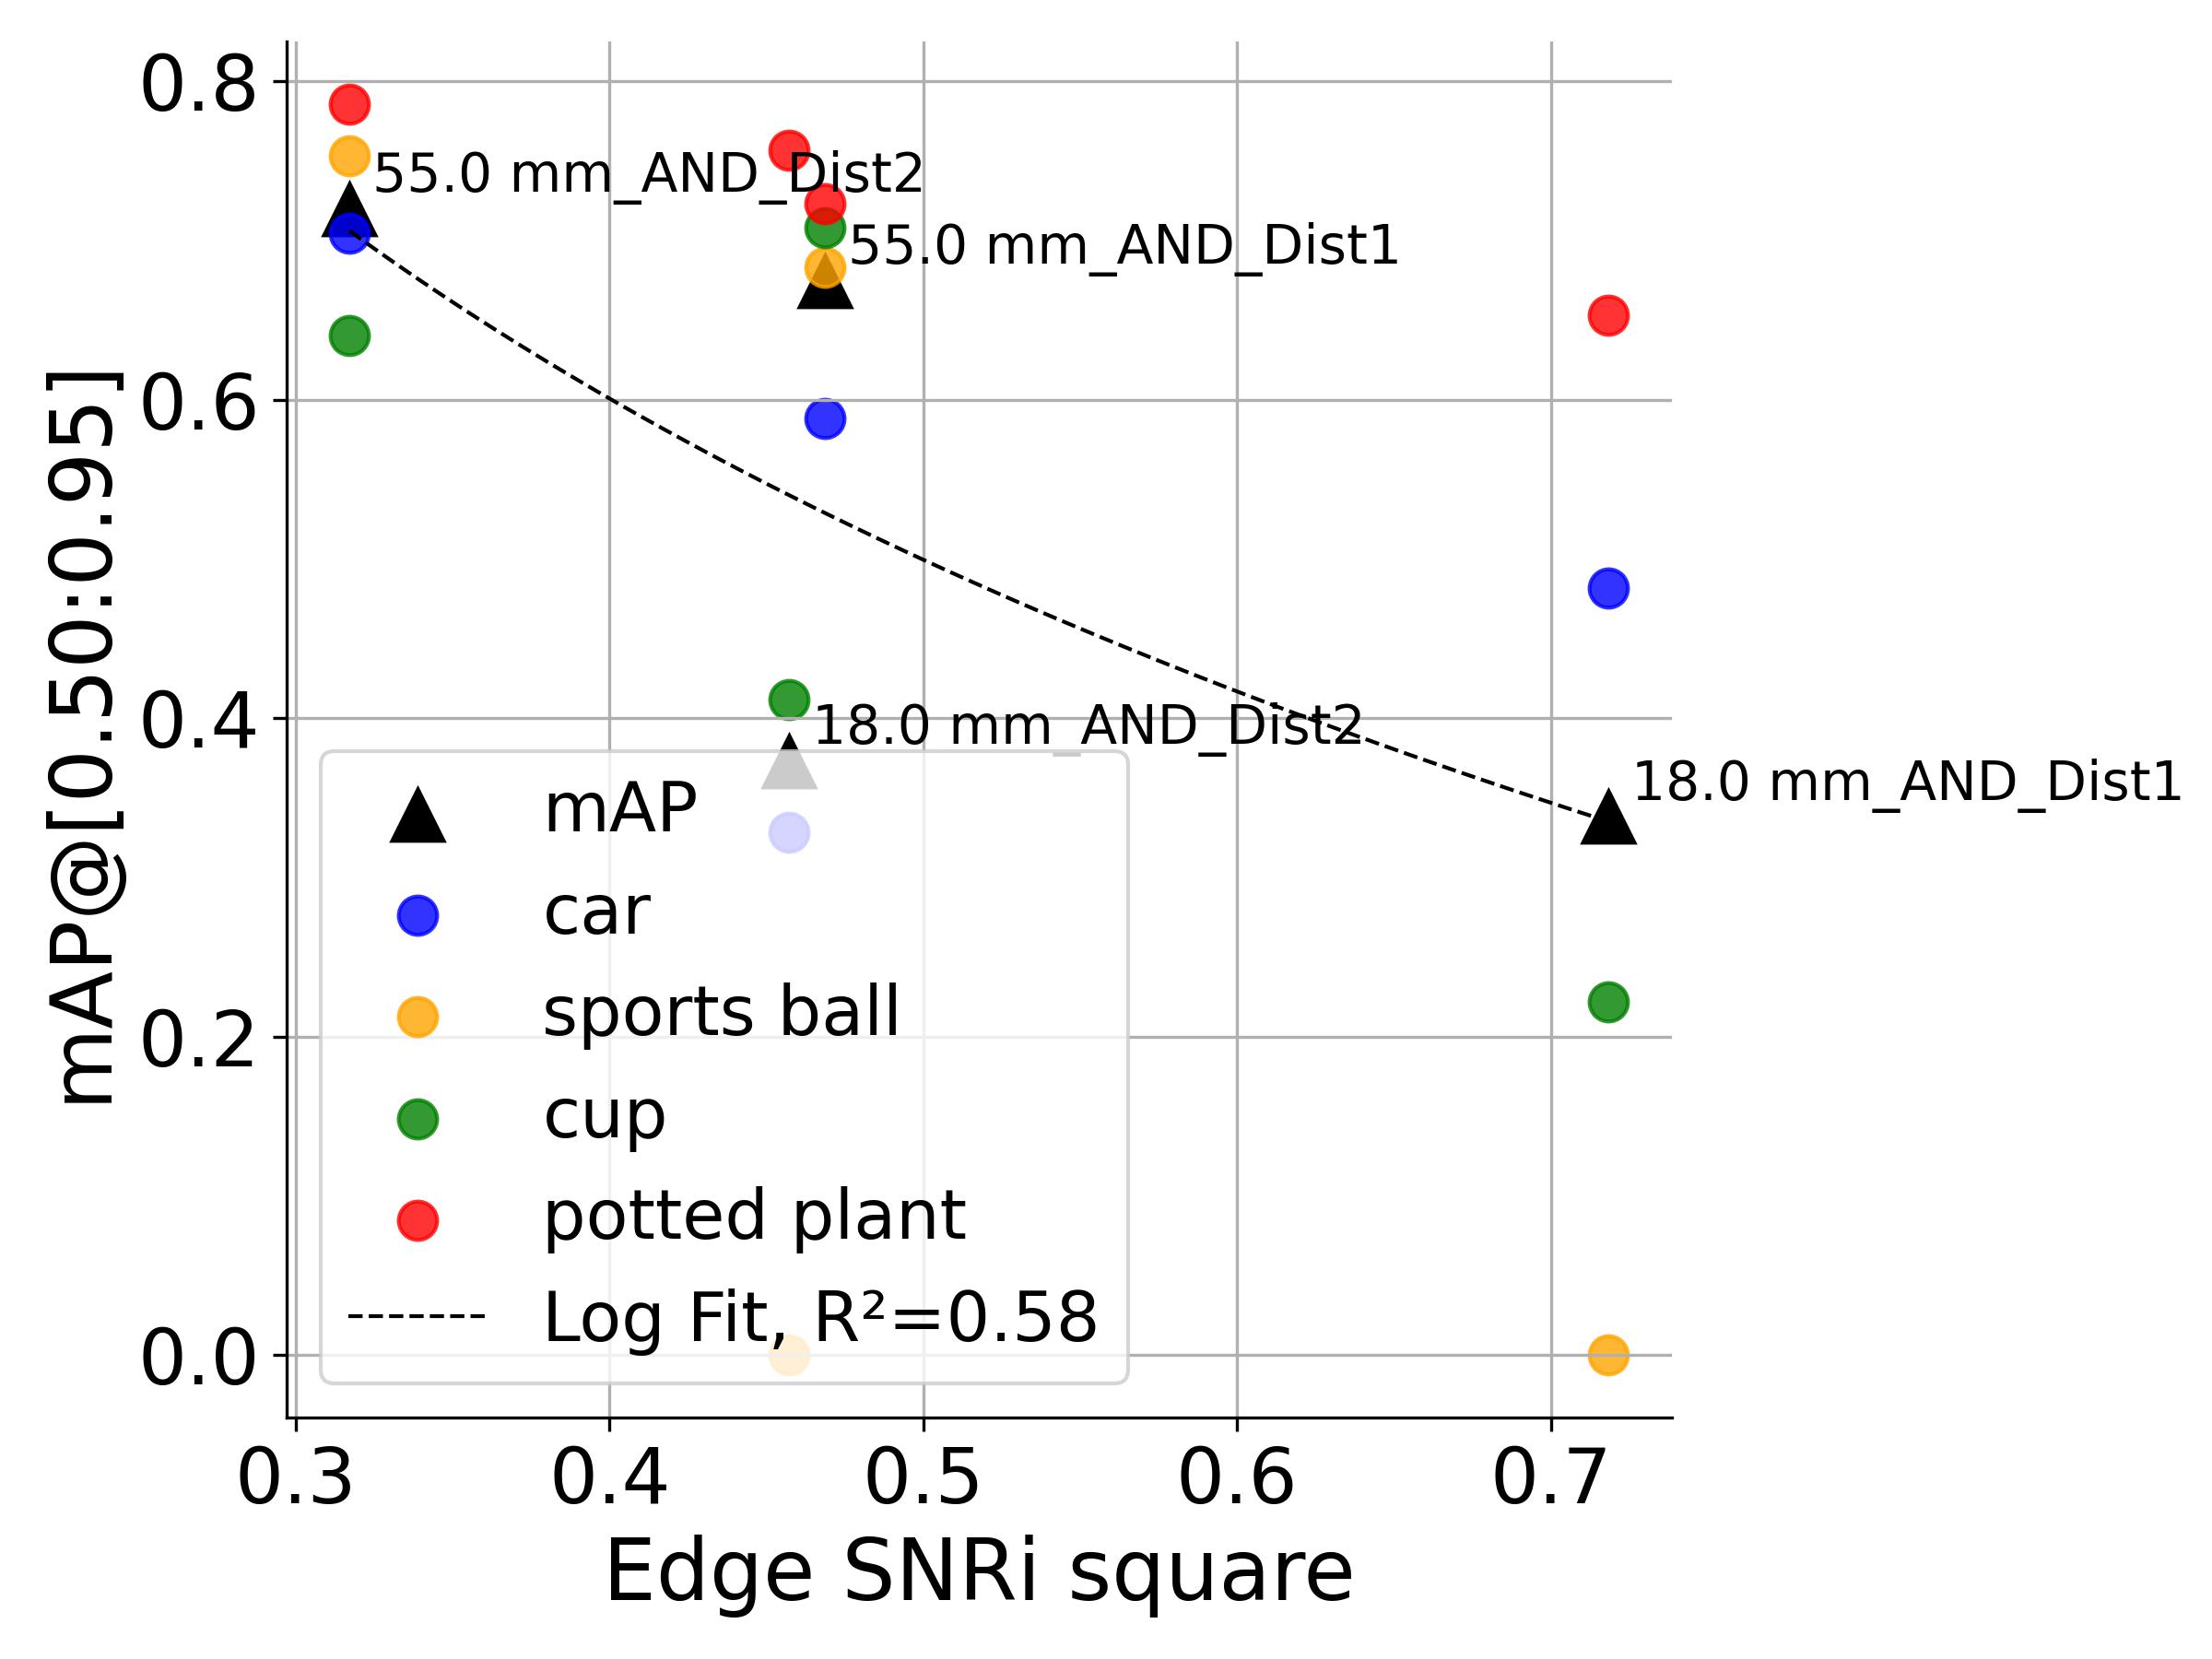 0.8
0.6
0.4
0.2
0.0
mAP@[0.50:0.95]
55.0 mm_AND_Dist2
55.0 mm_AND_Dist1
18.0 mm_AND_Dist2
18.0 mm_AND_Dist1
mAP
car
sports ball
cup
potted plant
Log Fit, R²=0.58
0.3 0.4 0.5 0.6 0.7
Edge SNRi square